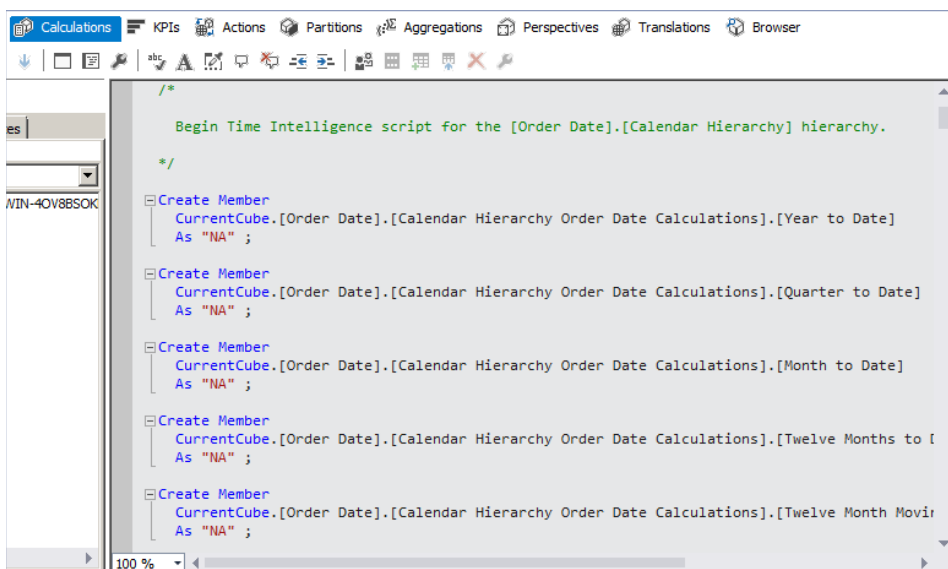 Calculations KPIs Actions Partitions Aggregations Perspectives Translations Browser
/*
Begin Time Intelligence script for the [Order Date].[Calendar Hierarchy] hierarchy.
*/
es
WIN-4OV8BSOK
Create Member
CurrentCube.[Order Date].[Calendar Hierarchy Order Date Calculations].[Year to Date]
As "NA" ;
Create Member
CurrentCube.[Order Date].[Calendar Hierarchy Order Date Calculations].[Quarter to Date]
As "NA" ;
Create Member
CurrentCube.[Order Date].[Calendar Hierarchy Order Date Calculations].[Month to Date]
As "NA" ;
Create Member
CurrentCube.[Order Date].[Calendar Hierarchy Order Date Calculations].[Twelve Months to D
As "NA" ;
Create Member
CurrentCube.[Order Date].[Calendar Hierarchy Order Date Calculations].[Twelve Month Movin
As "NA" ;
100 %